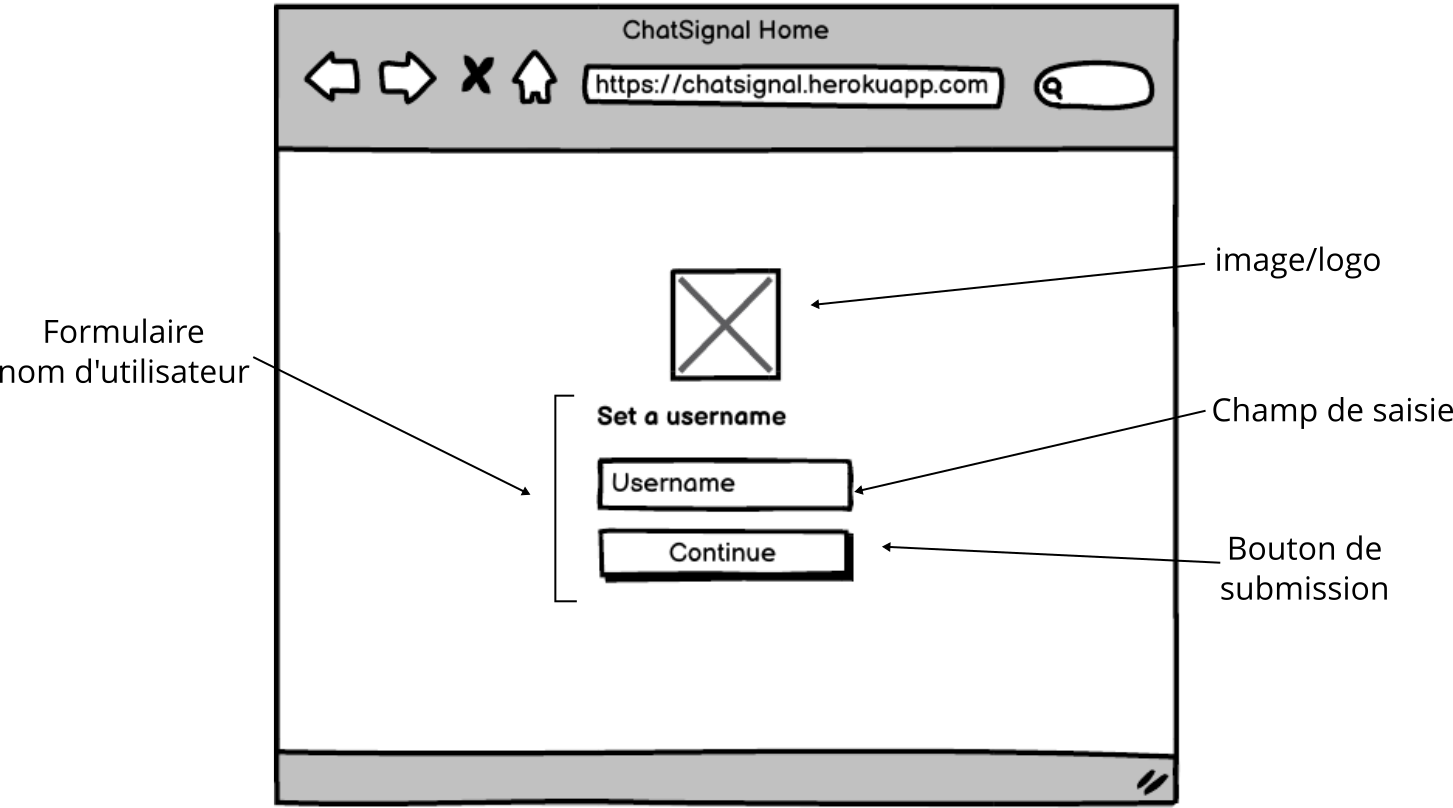 ChatSignal Home
https://chatsignal.herokuapp.com
image/logo
Formulaire
nom d'utilisateur
Set a username
Champ de saisie
Username
Continue
Bouton de
submission